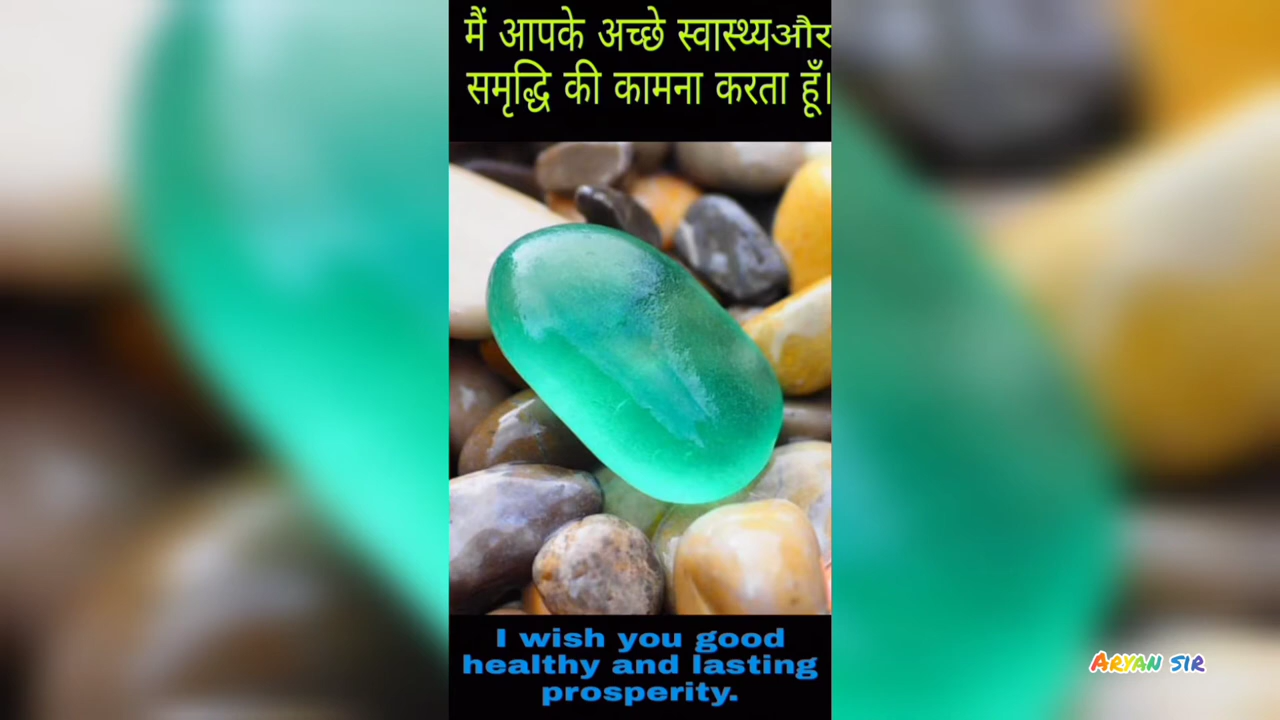 मैं आपके अच्छे स्वास्थ्यऔर
समृद्धि की कामना करता हूँ।
I wish you good
healthy and lasting
prosperity.
ARYAN SIR